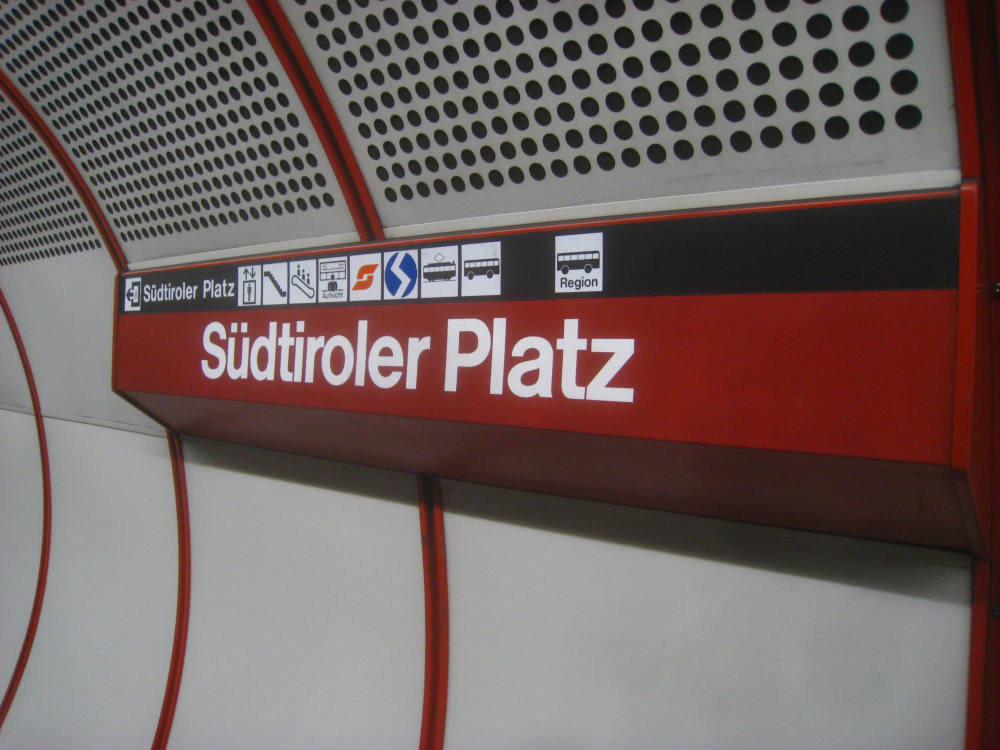 Südtiroler Platz
Aufsicht
Region
Südtiroler Platz